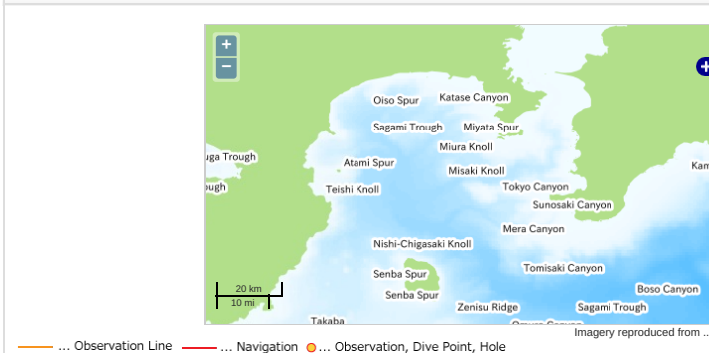 +
−
Oiso Spur
Katase Canyon
Sagami Trough
Miyata Spur
Miura Knoll
uga Trough
Atami Spur
Misaki Knoll
Kam
ough
Teishi Knoll
Tokyo Canyon
Sunosaki Canyon
Mera Canyon
Nishi-Chigasaki Knoll
Senba Spur
Tomisaki Canyon
20 km
10 mi
Senba Spur
Boso Canyon
Zenisu Ridge
Sagami Trough
Takaba
Imagery reproduced from ..
... Observation Line ... Navigation ... Observation, Dive Point, Hole